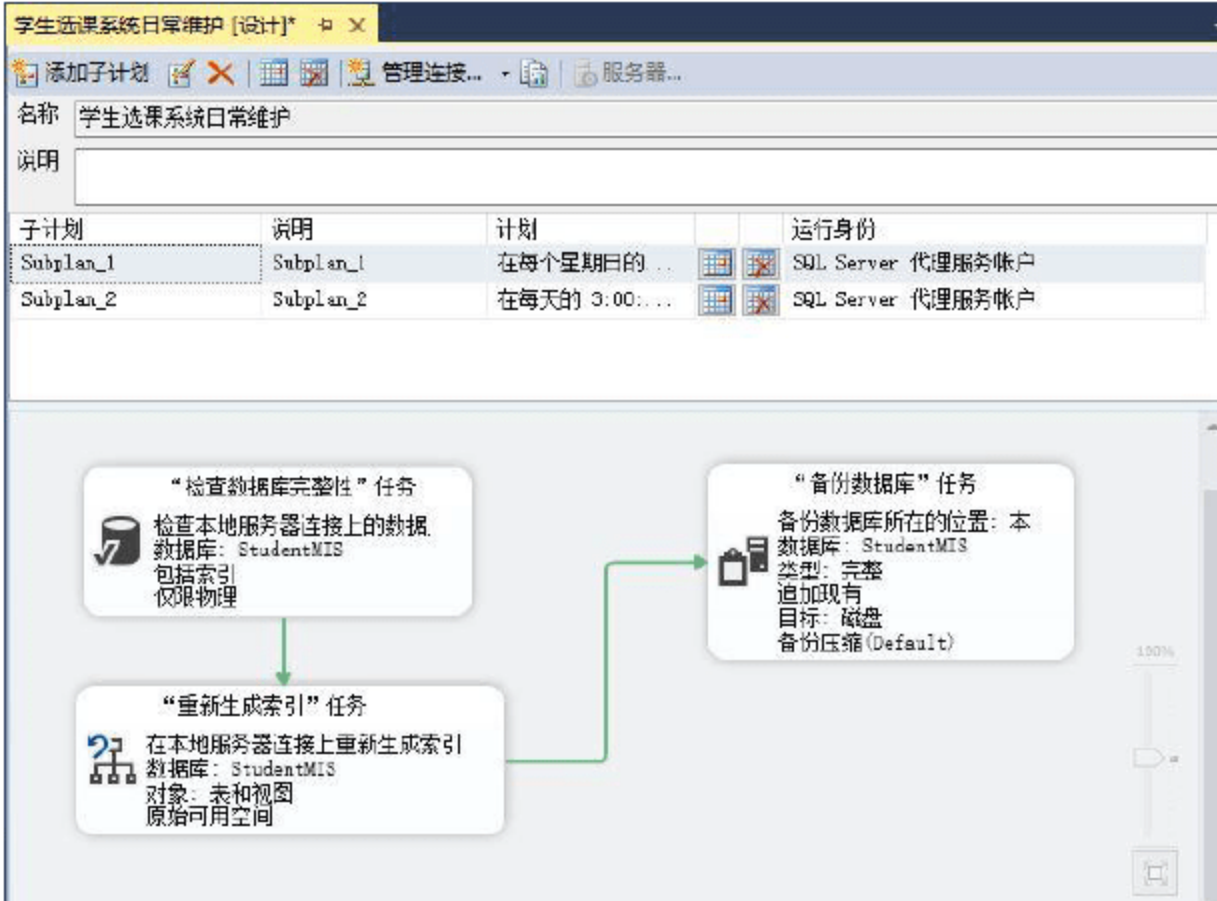 学生选课系统日常维护 [设计]*
添加子计划 管理连接... 服务器...
名称 学生选课系统日常维护
说明
子计划 说明 计划 运行身份
Subplan_1 Subplan_1 在每个星期日的... SQL Server 代理服务帐户
Subplan_2 Subplan_2 在每天的 3:00:... SQL Server 代理服务帐户
“检查数据库完整性”任务
检查本地服务器连接上的数据
数据库: StudentMIS
包括索引
仅限物理
“备份数据库”任务
备份数据库所在的位置: 本
数据库: StudentMIS
类型: 完整
追加现有
目标: 磁盘
备份压缩(Default)
“重新生成索引”任务
在本地服务器连接上重新生成索引
数据库: StudentMIS
对象: 表和视图
原始可用空间
100%